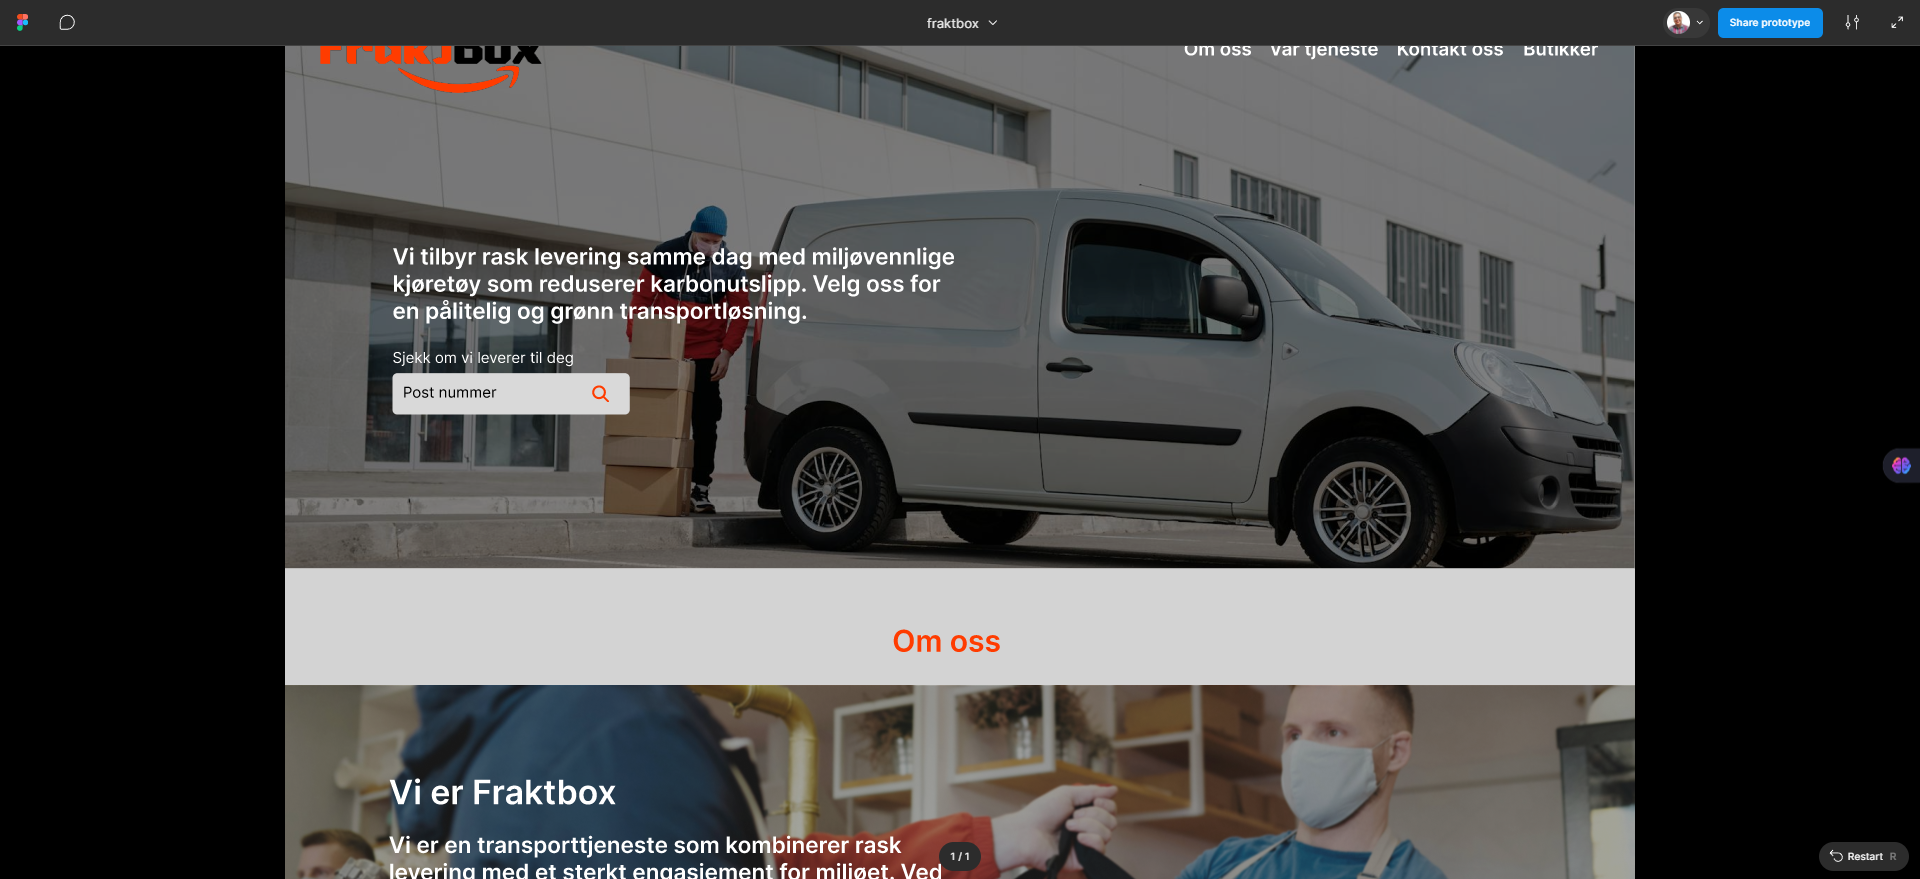 fraktbox
Share prototype
Fraktbox
Om oss Vår tjeneste Kontakt oss Butikker
Vi tilbyr rask levering samme dag med miljøvennlige
kjøretøy som reduserer karbonutslipp. Velg oss for
en pålitelig og grønn transportløsning.
Sjekk om vi leverer til deg
Post nummer
Om oss
Vi er Fraktbox
Vi er en transporttjeneste som kombinerer rask
levering med et sterkt engasjement for miljøet. Ved
1 / 1
Restart R